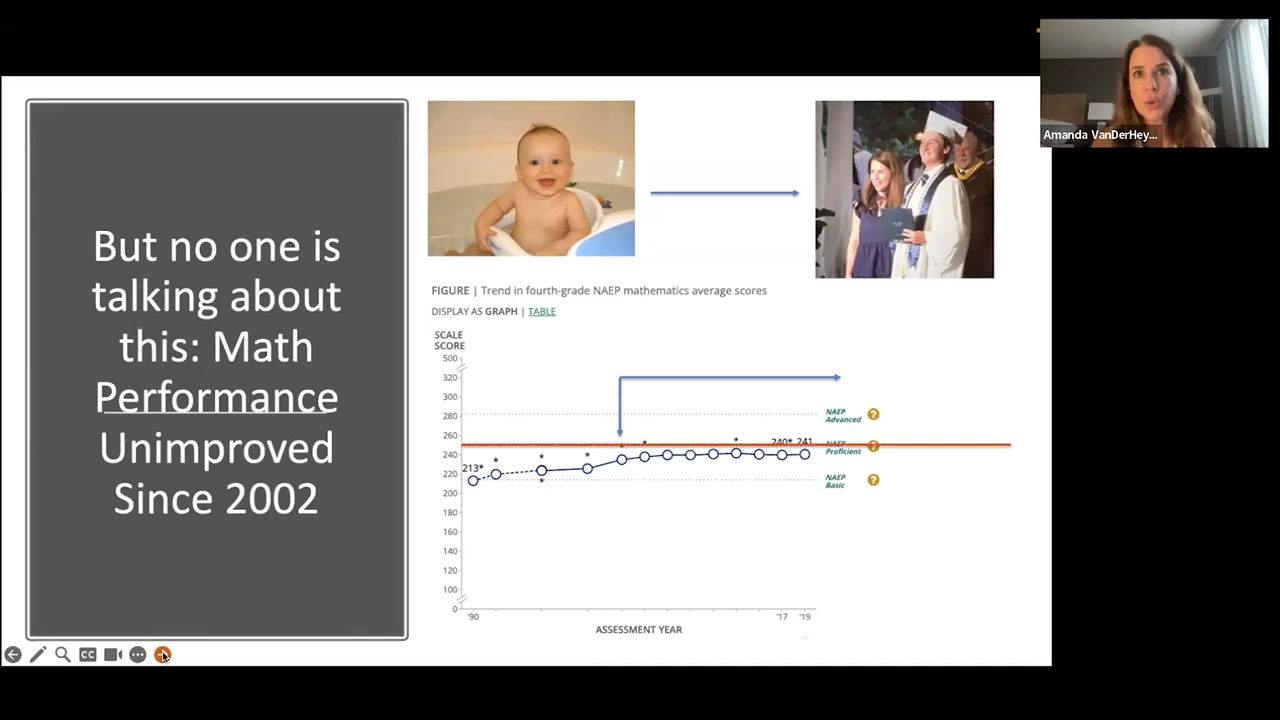 But no one is
talking about
this: Math
Performance
Unimproved
Since 2002
Amanda VanDerHey...
FIGURE | Trend in fourth-grade NAEP mathematics average scores
DISPLAY AS GRAPH | TABLE
SCALE
SCORE
500
320
300
280
260
240
220
200
180
160
140
120
100
0
213*
240* 241
NAEP
Advanced
?
NAEP
Proficient
?
NAEP
Basic
?
'90
'17
'19
ASSESSMENT YEAR
CC